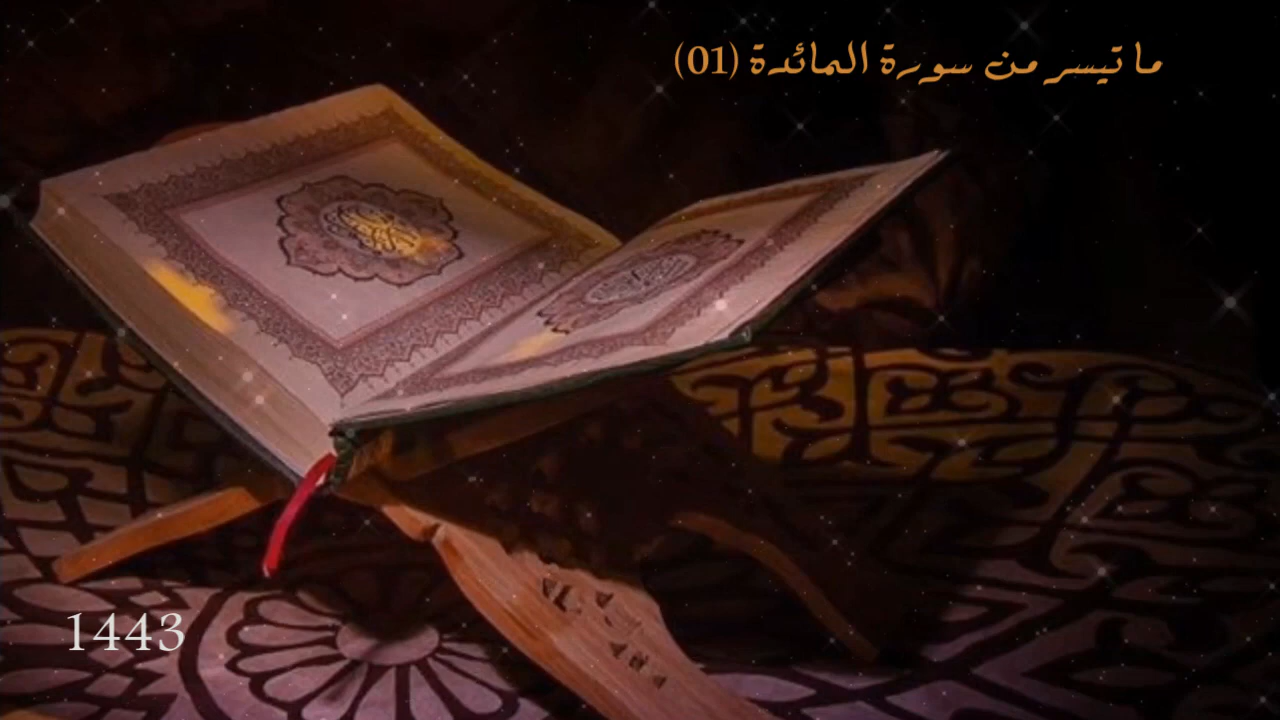 ما تيسر من سورة المائدة (01)
1443